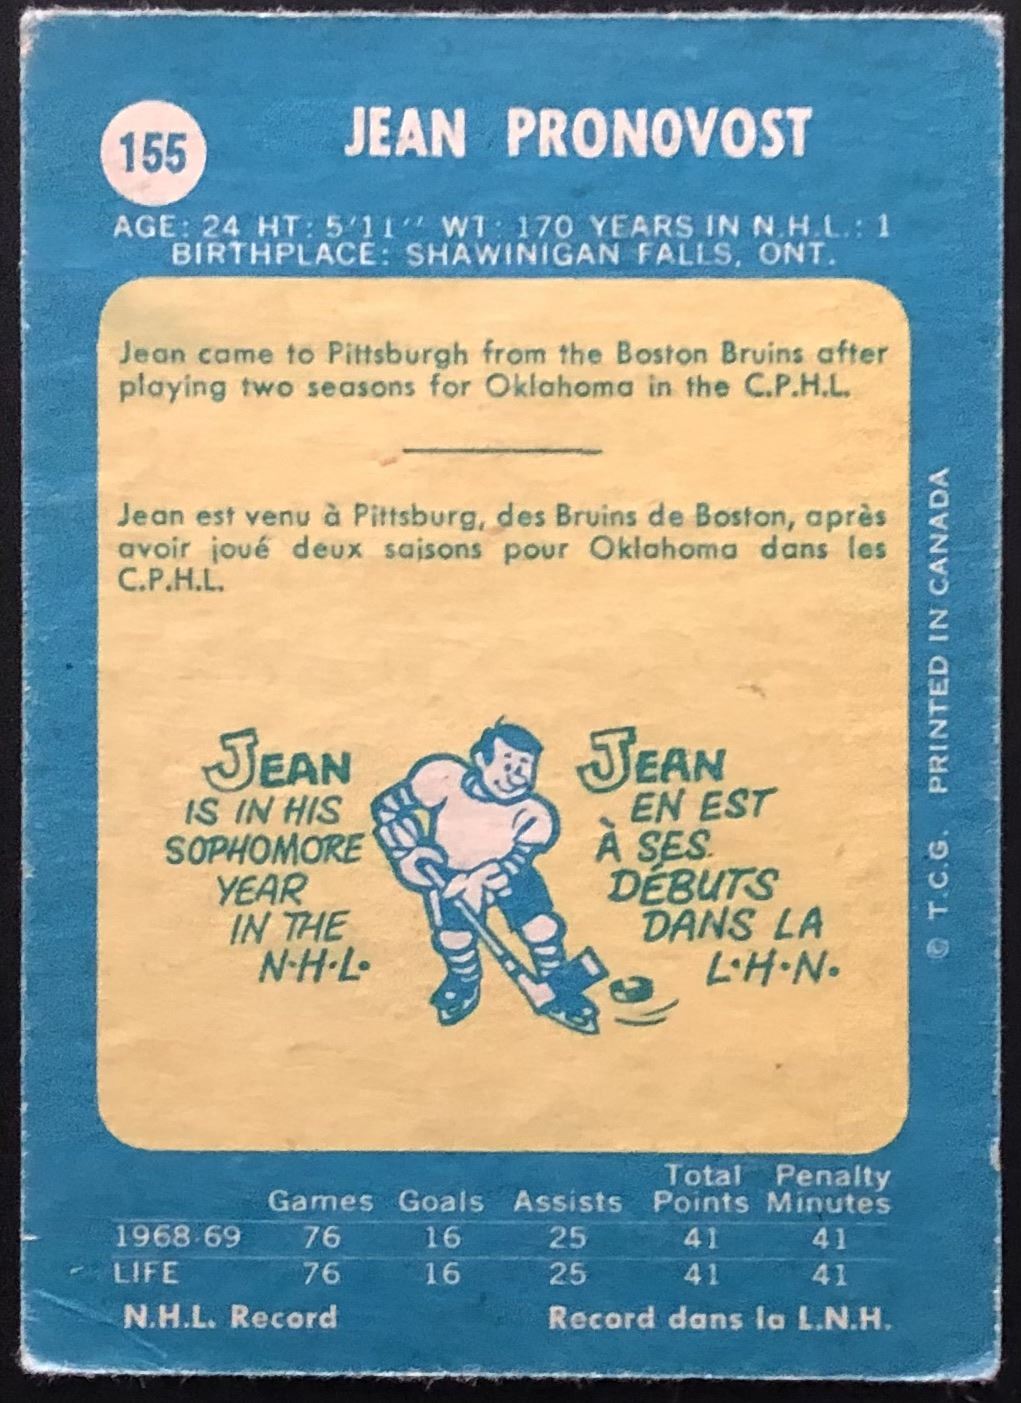 155
JEAN PRONOVOST
AGE: 24 HT: 5'11" WT: 170 YEARS IN N.H.L.: 1
BIRTHPLACE: SHAWINIGAN FALLS, ONT.
Jean came to Pittsburgh from the Boston Bruins after
playing two seasons for Oklahoma in the C.P.H.L.
Jean est venu à Pittsburg, des Bruins de Boston, après
avoir joué deux saisons pour Oklahoma dans les
C.P.H.L.
JEAN
IS IN HIS
SOPHOMORE
YEAR
IN THE
N·H·L·
JEAN
EN EST
À SES
DÉBUTS
DANS LA
L·H·N·
© T.C.G. PRINTED IN CANADA
Total Penalty
Games Goals Assists Points Minutes
1968-69 76 16 25 41 41
LIFE 76 16 25 41 41
N.H.L. Record Record dans la L.N.H.